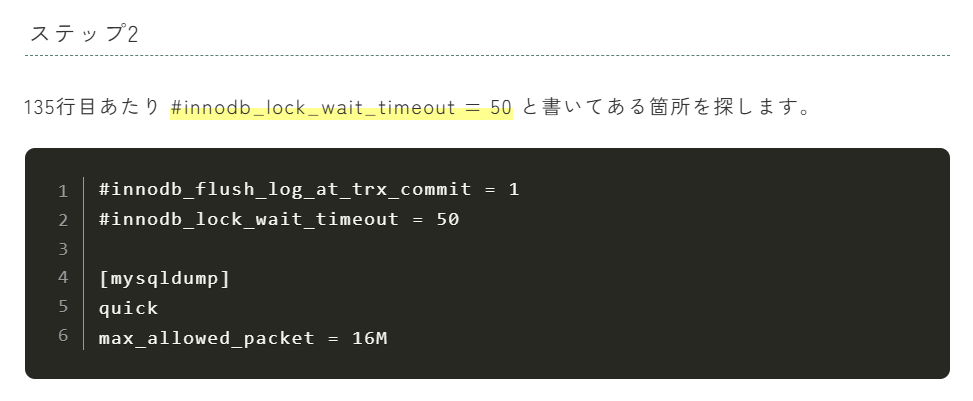 ステップ2
135行目あたり #innodb_lock_wait_timeout = 50 と書いてある箇所を探します。
1 #innodb_flush_log_at_trx_commit = 1
2 #innodb_lock_wait_timeout = 50
3
4 [mysqldump]
5 quick
6 max_allowed_packet = 16M